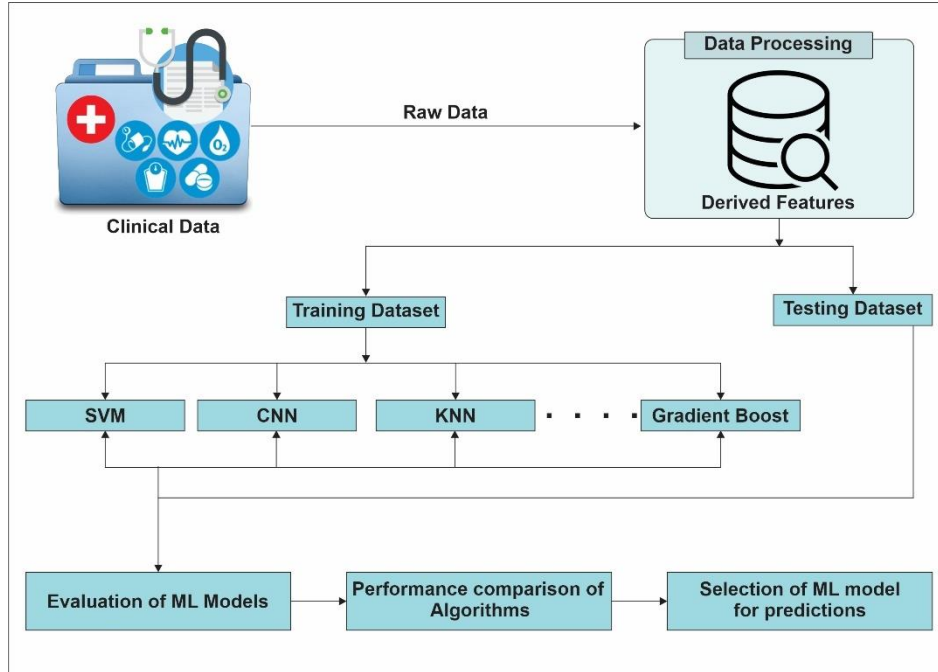 Data Processing
O₂
Raw Data
Clinical Data
Derived Features
Training Dataset
Testing Dataset
SVM
CNN
KNN
. . . .
Gradient Boost
Evaluation of ML Models
Performance comparison of
Algorithms
Selection of ML model
for predictions